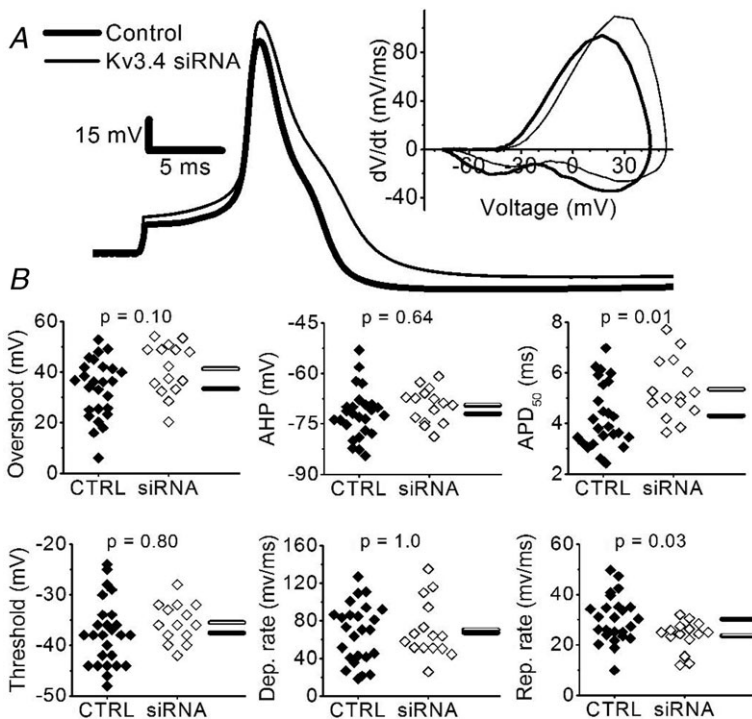 A
Control
Kv3.4 siRNA
15 mV
5 ms
dV/dt (mV/ms)
80
40
0
-40
-60
-30
0
30
Voltage (mV)
B
p = 0.10
Overshoot (mV)
60
40
20
0
CTRL siRNA
p = 0.64
AHP (mV)
-45
-60
-75
-90
CTRL siRNA
p = 0.01
APD50 (ms)
8
6
4
2
CTRL siRNA
p = 0.80
Threshold (mV)
-20
-30
-40
-50
CTRL siRNA
p = 1.0
Dep. rate (mv/ms)
160
120
80
40
0
CTRL siRNA
p = 0.03
Rep. rate (mv/ms)
60
40
20
0
CTRL siRNA